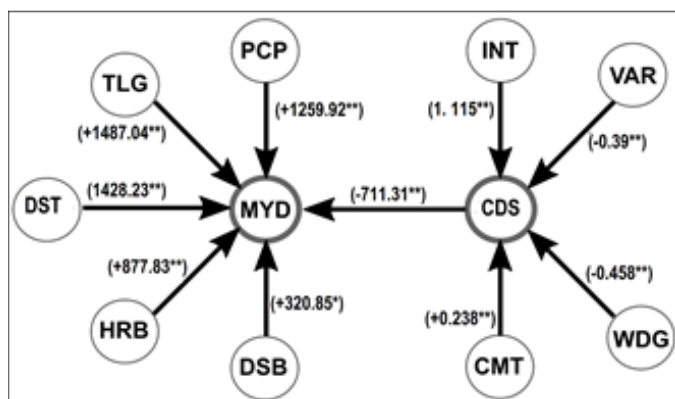 PCP
INT
TLG
VAR
(+1259.92**)
(1. 115**)
(+1487.04**)
(-0.39**)
DST
(1428.23**)
MYD
(-711.31**)
CDS
(+877.83**)
(-0.458**)
(+320.85*)
(+0.238**)
HRB
DSB
CMT
WDG